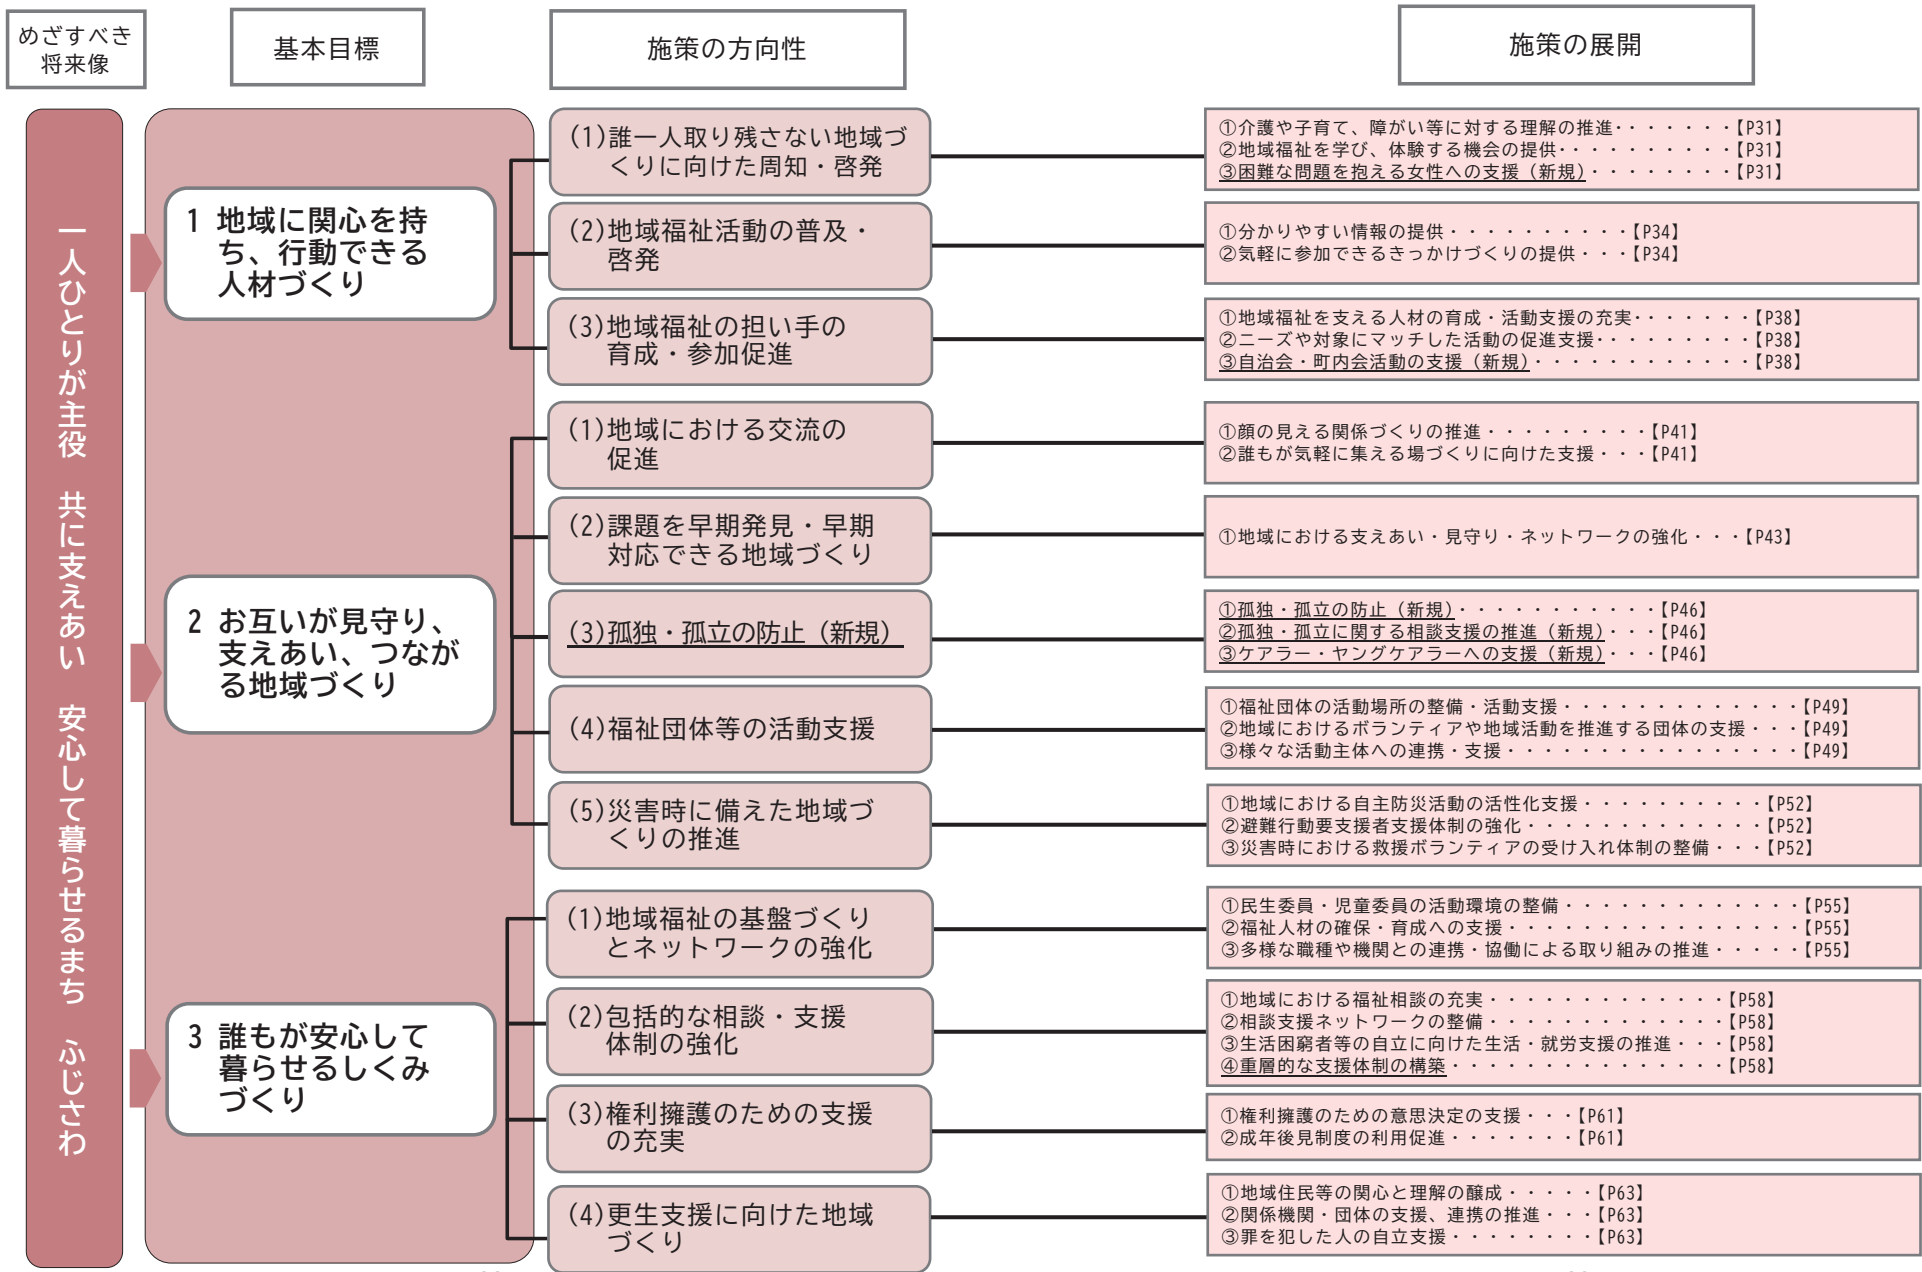 めざすべき
将来像
基本目標
施策の方向性
施策の展開
一人ひとりが主役　共に支えあい　安心して暮らせるまち　ふじさわ
1 地域に関心を持
ち、行動できる
人材づくり
(1)誰一人取り残さない地域づ
くりに向けた周知・啓発
①介護や子育て、障がい等に対する理解の推進・・・・・・・【P31】
②地域福祉を学び、体験する機会の提供・・・・・・・・・・【P31】
③困難な問題を抱える女性への支援（新規）・・・・・・・・【P31】
(2)地域福祉活動の普及・
啓発
①分かりやすい情報の提供・・・・・・・・・・【P34】
②気軽に参加できるきっかけづくりの提供・・・【P34】
(3)地域福祉の担い手の
育成・参加促進
①地域福祉を支える人材の育成・活動支援の充実・・・・・・・【P38】
②ニーズや対象にマッチした活動の促進支援・・・・・・・・・【P38】
③自治会・町内会活動の支援（新規）・・・・・・・・・・・・【P38】
2 お互いが見守り、
支えあい、つなが
る地域づくり
(1)地域における交流の
促進
①顔の見える関係づくりの推進・・・・・・・・・【P41】
②誰もが気軽に集える場づくりに向けた支援・・・【P41】
(2)課題を早期発見・早期
対応できる地域づくり
①地域における支えあい・見守り・ネットワークの強化・・・【P43】
(3)孤独・孤立の防止（新規）
①孤独・孤立の防止（新規）・・・・・・・・・・・【P46】
②孤独・孤立に関する相談支援の推進（新規）・・・【P46】
③ケアラー・ヤングケアラーへの支援（新規）・・・【P46】
(4)福祉団体等の活動支援
①福祉団体の活動場所の整備・活動支援・・・・・・・・・・・・・【P49】
②地域におけるボランティアや地域活動を推進する団体の支援・・・【P49】
③様々な活動主体への連携・支援・・・・・・・・・・・・・・・・【P49】
(5)災害時に備えた地域づ
くりの推進
①地域における自主防災活動の活性化支援・・・・・・・・・・【P52】
②避難行動要支援者支援体制の強化・・・・・・・・・・・・・【P52】
③災害時における救援ボランティアの受け入れ体制の整備・・・【P52】
3 誰もが安心して
暮らせるしくみ
づくり
(1)地域福祉の基盤づくり
とネットワークの強化
①民生委員・児童委員の活動環境の整備・・・・・・・・・・・・・【P55】
②福祉人材の確保・育成への支援・・・・・・・・・・・・・・・・【P55】
③多様な職種や機関との連携・協働による取り組みの推進・・・・・【P55】
(2)包括的な相談・支援
体制の強化
①地域における福祉相談の充実・・・・・・・・・・・・・【P58】
②相談支援ネットワークの整備・・・・・・・・・・・・・【P58】
③生活困窮者等の自立に向けた生活・就労支援の推進・・・【P58】
④重層的な支援体制の構築・・・・・・・・・・・・・・・【P58】
(3)権利擁護のための支援
の充実
①権利擁護のための意思決定の支援・・・【P61】
②成年後見制度の利用促進・・・・・・・【P61】
(4)更生支援に向けた地域
づくり
①地域住民等の関心と理解の醸成・・・・・【P63】
②関係機関・団体の支援、連携の推進・・・【P63】
③罪を犯した人の自立支援・・・・・・・・【P63】